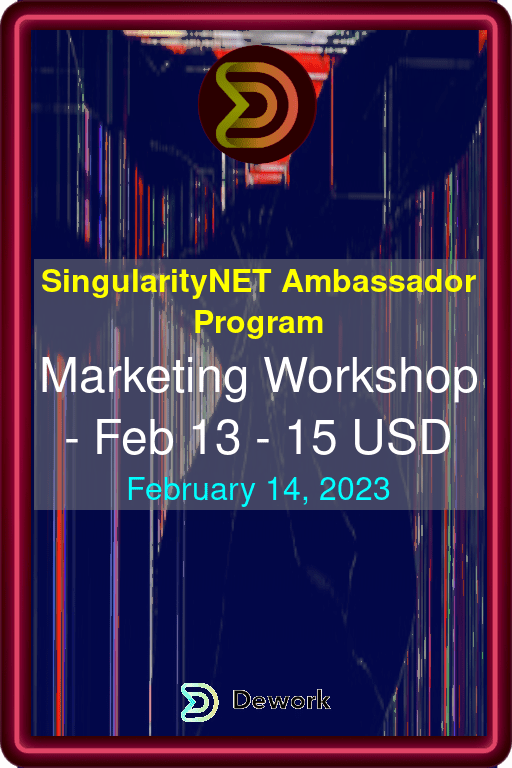 SingularityNET Ambassador
Program
Marketing Workshop
- Feb 13 - 15 USD
February 14, 2023
Dework